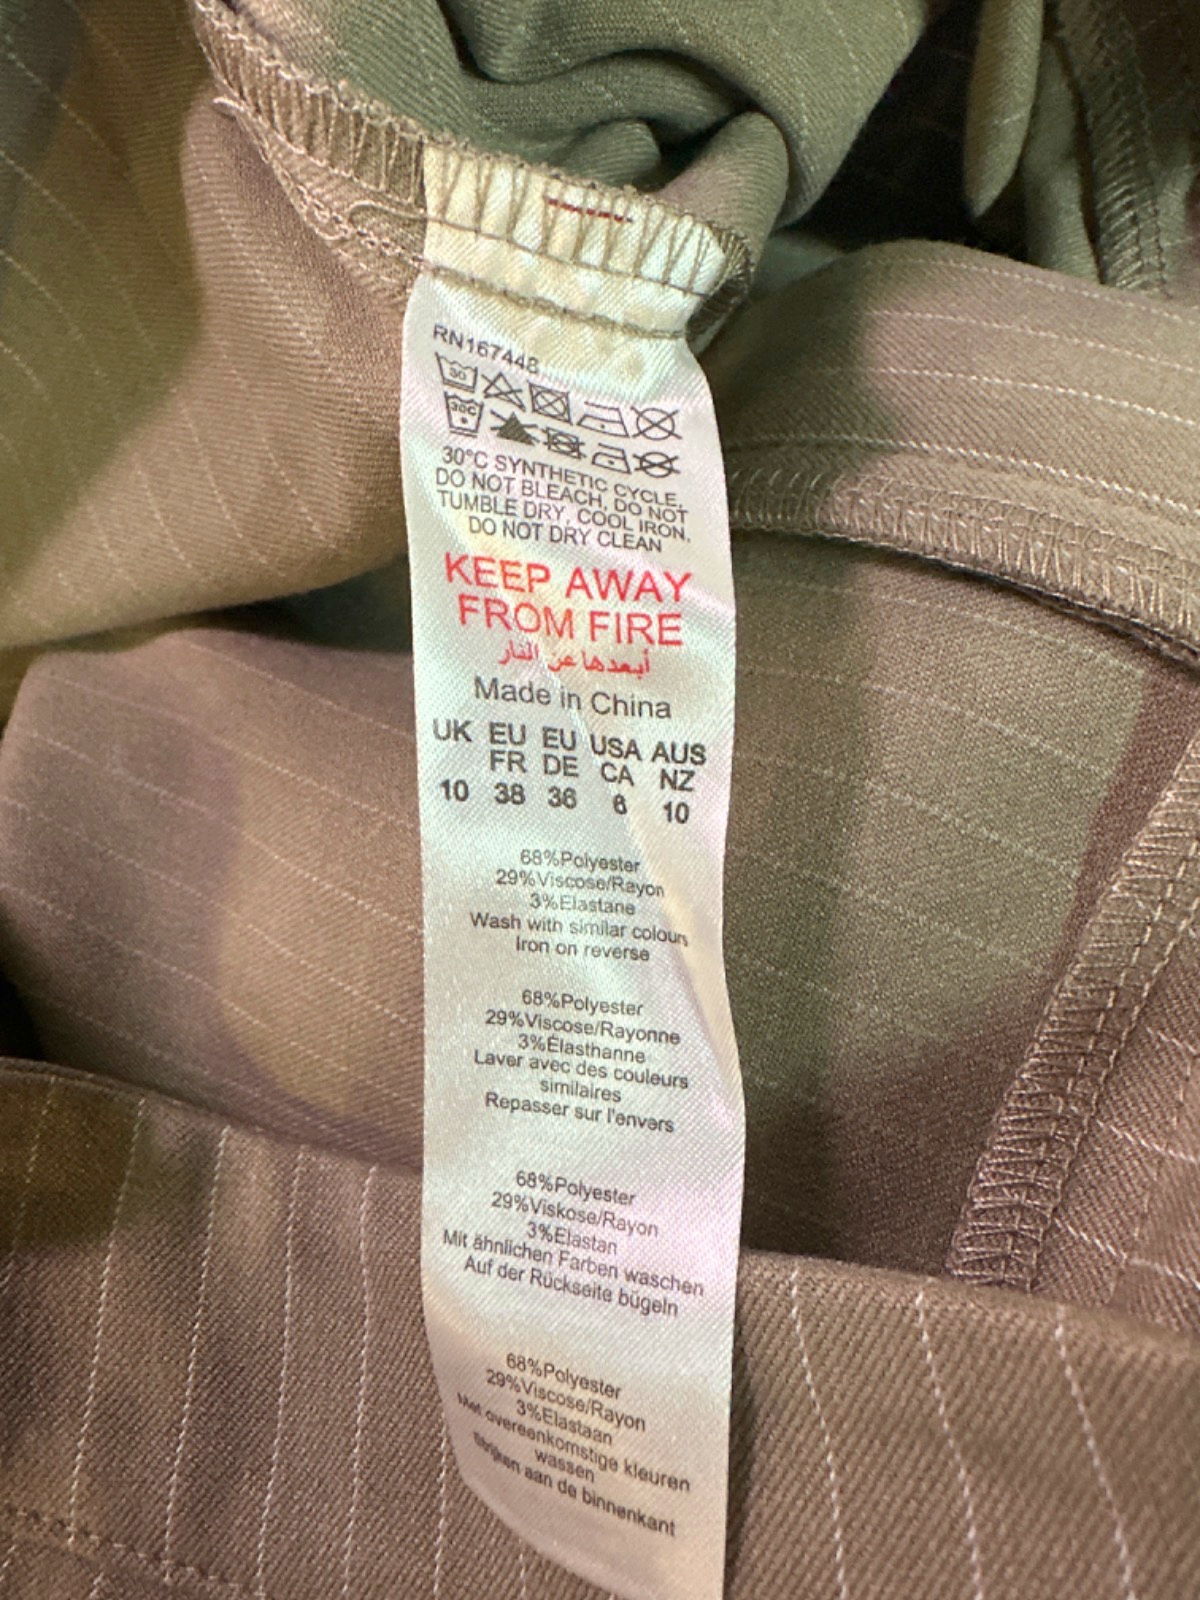 RN167448
30
30C
30°C SYNTHETIC CYCLE,
DO NOT BLEACH, DO NOT
TUMBLE DRY, COOL IRON,
DO NOT DRY CLEAN
KEEP AWAY
FROM FIRE
أبعدها عن النار
Made in China
UK EU EU USA AUS
FR DE CA NZ
10 38 36 6 10
68%Polyester
29%Viscose/Rayon
3%Elastane
Wash with similar colours
Iron on reverse
68%Polyester
29%Viscose/Rayonne
3%Élasthanne
Laver avec des couleurs
similaires
Repasser sur l'envers
68%Polyester
29%Viskose/Rayon
3%Elastan
Mit ähnlichen Farben waschen
Auf der Rückseite bügeln
68%Polyester
29%Viscose/Rayon
3%Elastaan
Met overeenkomstige kleuren
wassen
Strijken aan de binnenkant